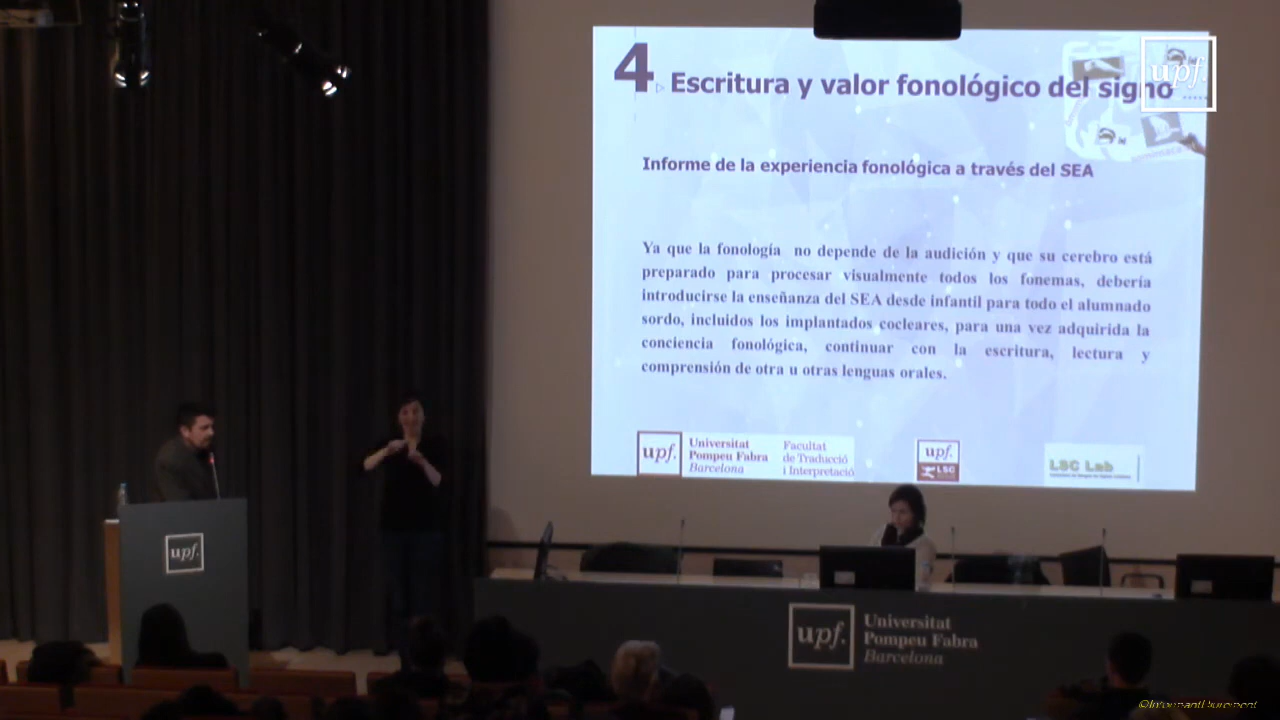 4 Escritura y valor fonológico del signo
upf.
Informe de la experiencia fonológica a través del SEA
Ya que la fonología no depende de la audición y que su cerebro está
preparado para procesar visualmente todos los fonemas, debería
introducirse la enseñanza del SEA desde infantil para todo el alumnado
sordo, incluidos los implantados cocleares, para una vez adquirida la
conciencia fonológica, continuar con la escritura, lectura y
comprensión de otra u otras lenguas orales.
upf.
Universitat
Pompeu Fabra
Barcelona
Facultat
de Traducció
i Interpretació
upf.
LSC
LSC Lab
upf.
upf.
Universitat
Pompeu Fabra
Barcelona